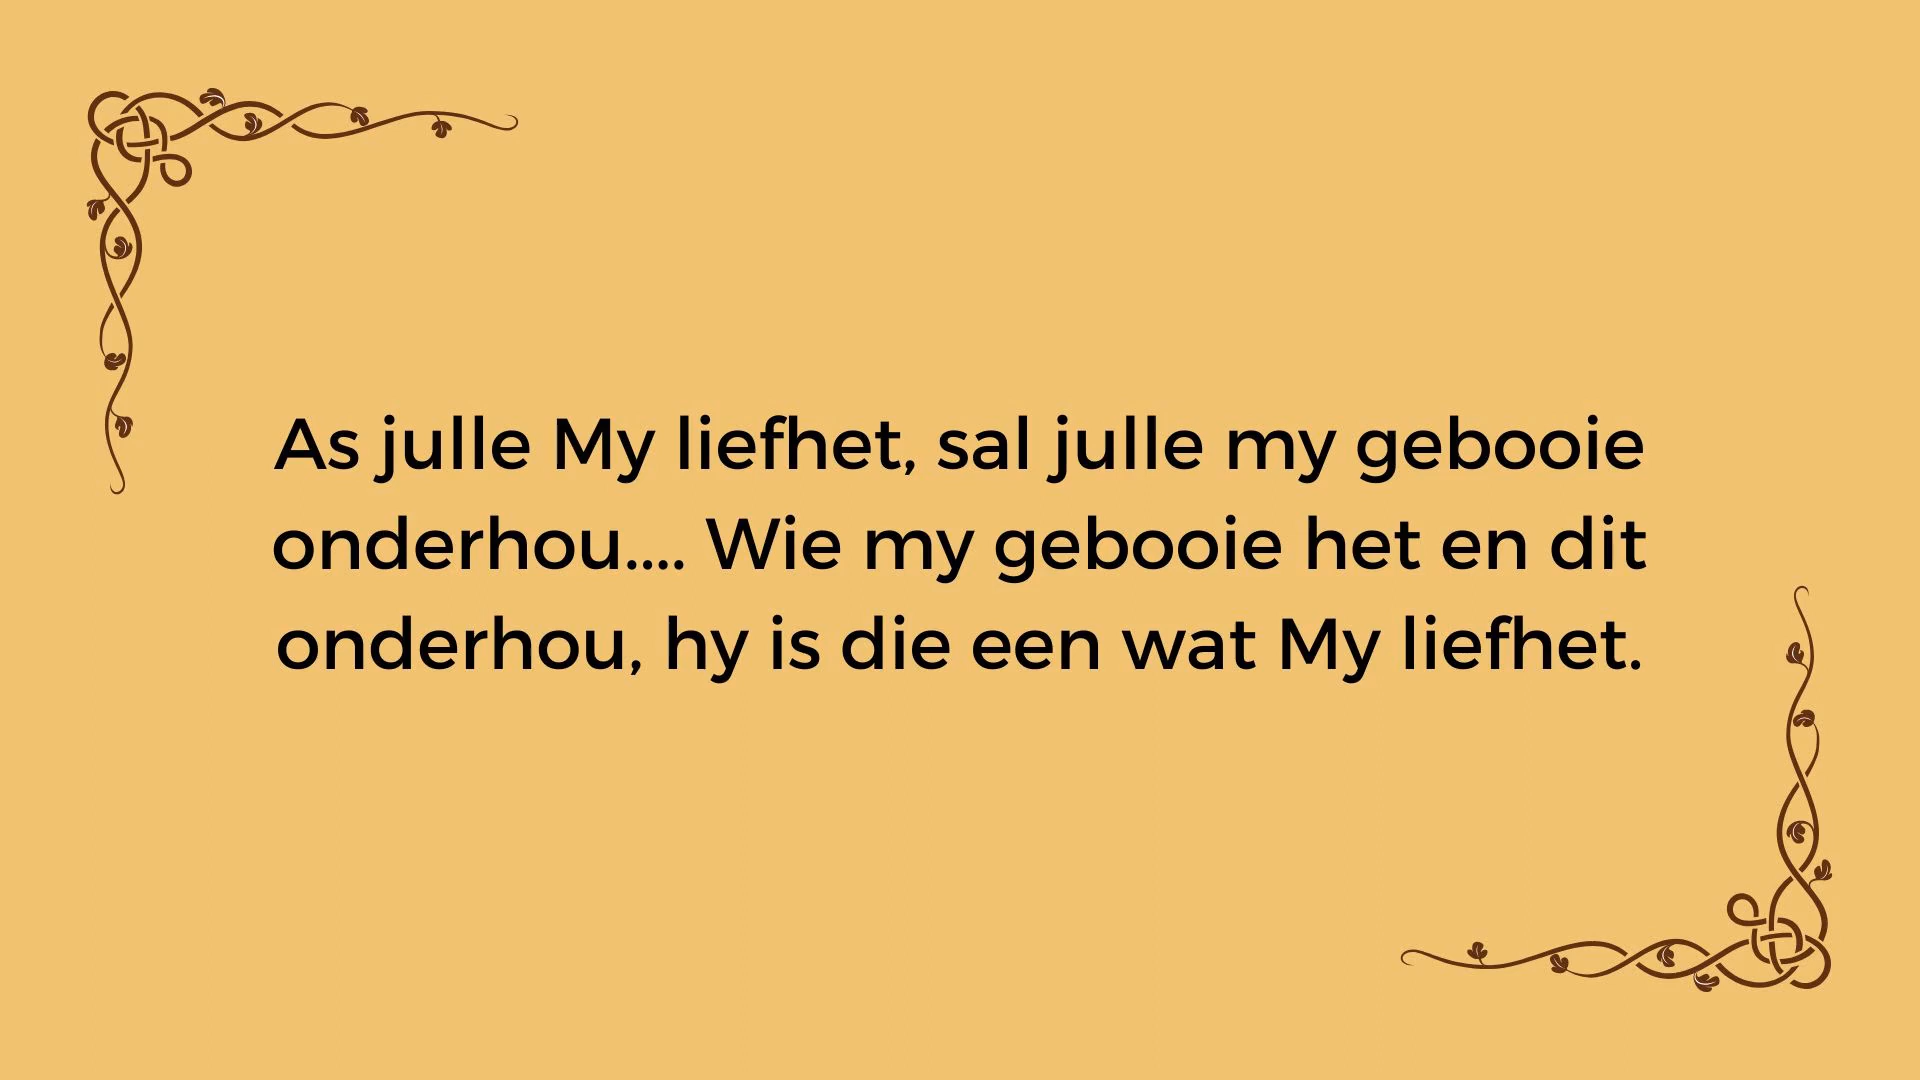 As julle My liefhet, sal julle my gebooie
onderhou.... Wie my gebooie het en dit
onderhou, hy is die een wat My liefhet.